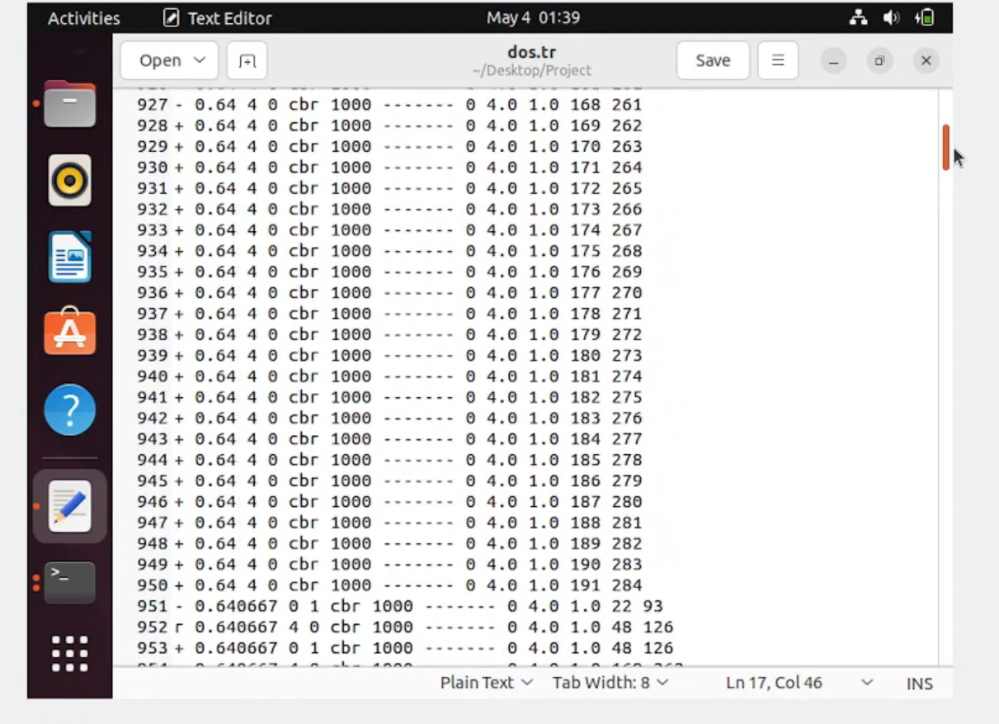 Activities Text Editor May 4 01:39
Open dos.tr Save
~/Desktop/Project
927 - 0.64 4 0 cbr 1000 ------- 0 4.0 1.0 168 261
928 + 0.64 4 0 cbr 1000 ------- 0 4.0 1.0 169 262
929 + 0.64 4 0 cbr 1000 ------- 0 4.0 1.0 170 263
930 + 0.64 4 0 cbr 1000 ------- 0 4.0 1.0 171 264
931 + 0.64 4 0 cbr 1000 ------- 0 4.0 1.0 172 265
932 + 0.64 4 0 cbr 1000 ------- 0 4.0 1.0 173 266
933 + 0.64 4 0 cbr 1000 ------- 0 4.0 1.0 174 267
934 + 0.64 4 0 cbr 1000 ------- 0 4.0 1.0 175 268
935 + 0.64 4 0 cbr 1000 ------- 0 4.0 1.0 176 269
936 + 0.64 4 0 cbr 1000 ------- 0 4.0 1.0 177 270
937 + 0.64 4 0 cbr 1000 ------- 0 4.0 1.0 178 271
938 + 0.64 4 0 cbr 1000 ------- 0 4.0 1.0 179 272
939 + 0.64 4 0 cbr 1000 ------- 0 4.0 1.0 180 273
940 + 0.64 4 0 cbr 1000 ------- 0 4.0 1.0 181 274
941 + 0.64 4 0 cbr 1000 ------- 0 4.0 1.0 182 275
942 + 0.64 4 0 cbr 1000 ------- 0 4.0 1.0 183 276
943 + 0.64 4 0 cbr 1000 ------- 0 4.0 1.0 184 277
944 + 0.64 4 0 cbr 1000 ------- 0 4.0 1.0 185 278
945 + 0.64 4 0 cbr 1000 ------- 0 4.0 1.0 186 279
946 + 0.64 4 0 cbr 1000 ------- 0 4.0 1.0 187 280
947 + 0.64 4 0 cbr 1000 ------- 0 4.0 1.0 188 281
948 + 0.64 4 0 cbr 1000 ------- 0 4.0 1.0 189 282
949 + 0.64 4 0 cbr 1000 ------- 0 4.0 1.0 190 283
950 + 0.64 4 0 cbr 1000 ------- 0 4.0 1.0 191 284
951 - 0.640667 0 1 cbr 1000 ------- 0 4.0 1.0 22 93
952 r 0.640667 4 0 cbr 1000 ------- 0 4.0 1.0 48 126
953 + 0.640667 0 1 cbr 1000 ------- 0 4.0 1.0 48 126
Plain Text Tab Width: 8 Ln 17, Col 46 INS